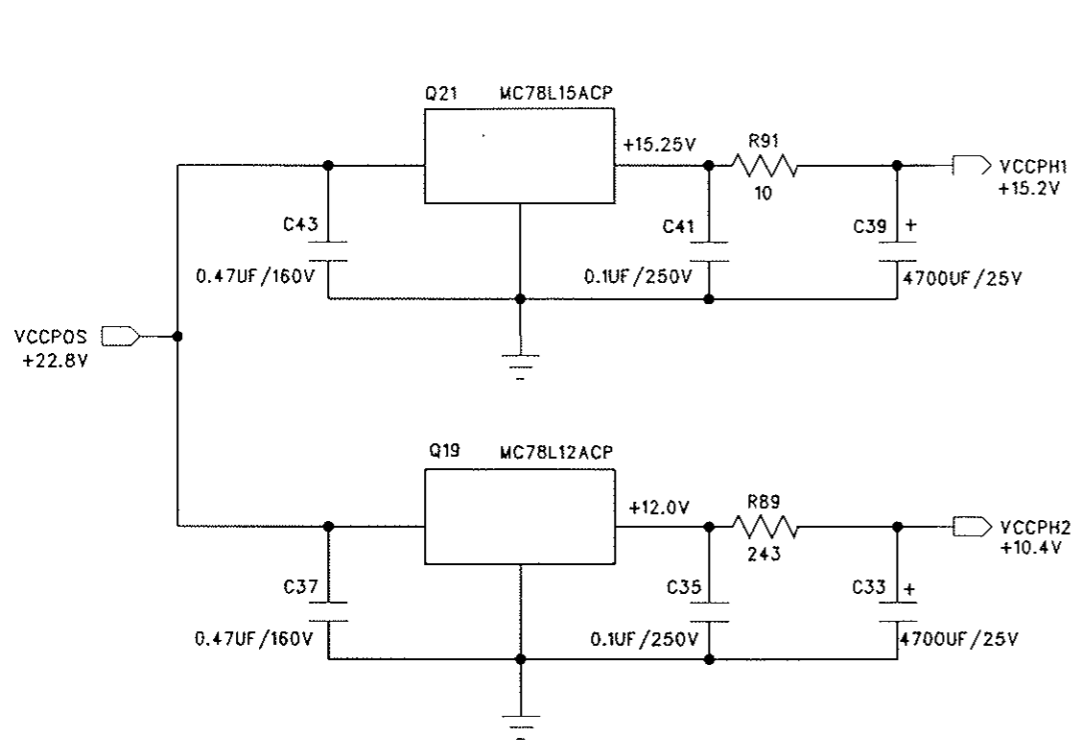 Q21 MC78L15ACP
+15.25V
R91
10
VCCPH1
+15.2V
C43
0.47UF/160V
C41
0.1UF/250V
C39 +
4700UF/25V
VCCPOS
+22.8V
Q19 MC78L12ACP
+12.0V
R89
243
VCCPH2
+10.4V
C37
0.47UF/160V
C35
0.1UF/250V
C33 +
4700UF/25V